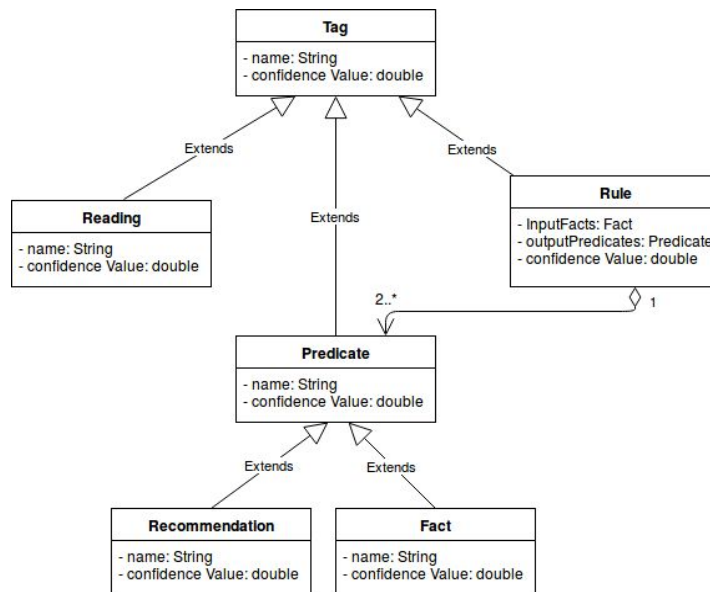 Tag
- name: String
- confidence Value: double
Extends
Extends
Extends
Reading
- name: String
- confidence Value: double
Rule
- InputFacts: Fact
- outputPredicates: Predicate
- confidence Value: double
2..*
1
Predicate
- name: String
- confidence Value: double
Extends
Extends
Recommendation
- name: String
- confidence Value: double
Fact
- name: String
- confidence Value: double